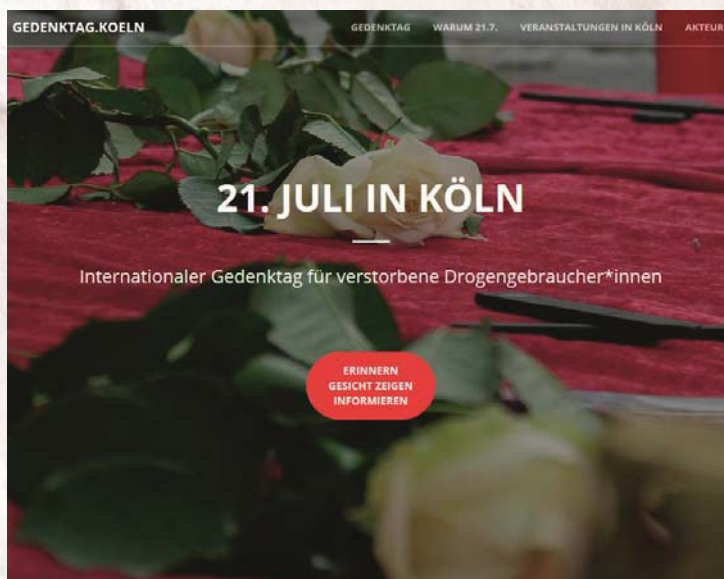 GEDENKTAG.KOELN
GEDENKTAG WARUM 21.7. VERANSTALTUNGEN IN KÖLN AKTEUR
21. JULI IN KÖLN
Internationaler Gedenktag für verstorbene Drogengebraucher*innen
ERINNERN
GESICHT ZEIGEN
INFORMIEREN